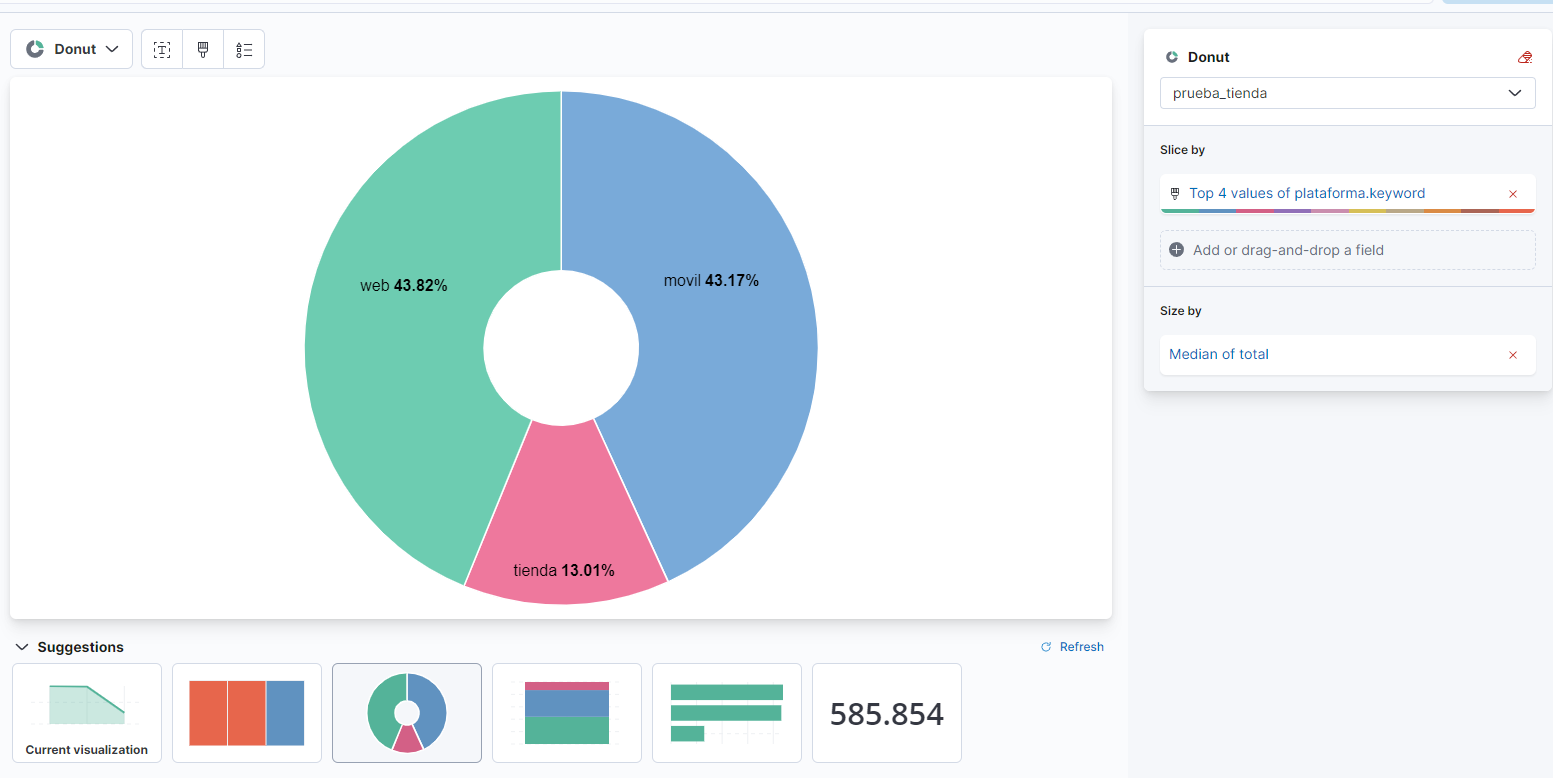 Donut
Donut
prueba_tienda
Slice by
Top 4 values of plataforma.keyword
Add or drag-and-drop a field
Size by
Median of total
web 43.82%
movil 43.17%
tienda 13.01%
Suggestions
Refresh
Current visualization
585.854